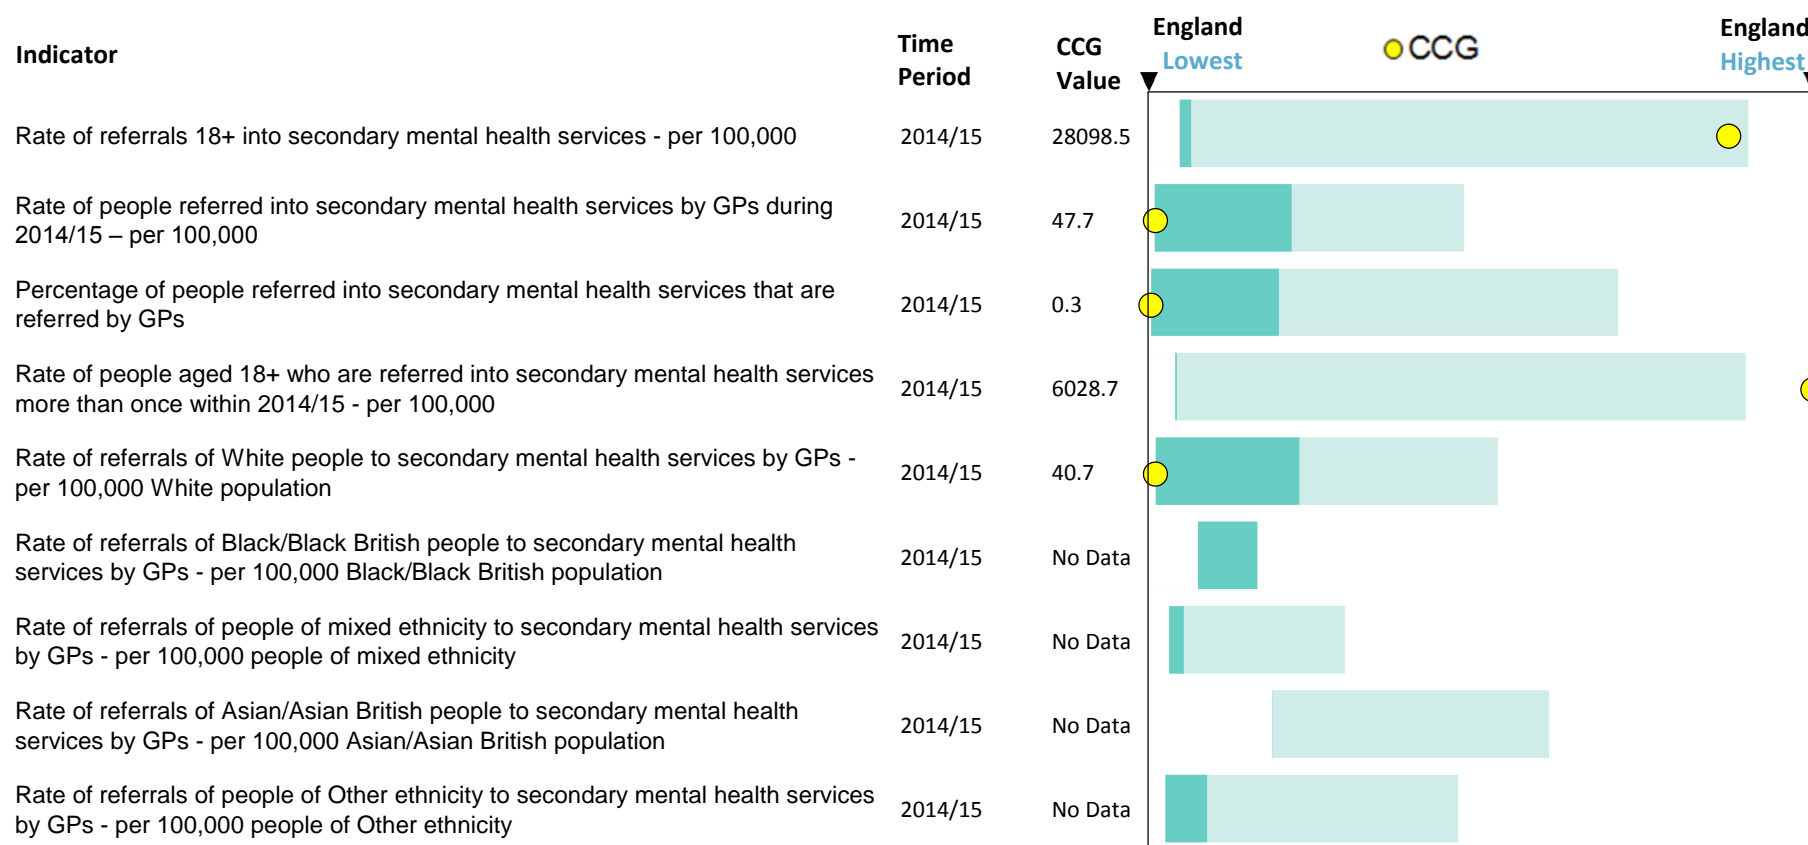 Indicator
Time
Period
CCG
Value
England
Lowest
CCG
England
Highest
Rate of referrals 18+ into secondary mental health services - per 100,000
2014/15
28098.5
Rate of people referred into secondary mental health services by GPs during
2014/15 – per 100,000
2014/15
47.7
Percentage of people referred into secondary mental health services that are
referred by GPs
2014/15
0.3
Rate of people aged 18+ who are referred into secondary mental health services
more than once within 2014/15 - per 100,000
2014/15
6028.7
Rate of referrals of White people to secondary mental health services by GPs -
per 100,000 White population
2014/15
40.7
Rate of referrals of Black/Black British people to secondary mental health
services by GPs - per 100,000 Black/Black British population
2014/15
No Data
Rate of referrals of people of mixed ethnicity to secondary mental health services
by GPs - per 100,000 people of mixed ethnicity
2014/15
No Data
Rate of referrals of Asian/Asian British people to secondary mental health
services by GPs - per 100,000 Asian/Asian British population
2014/15
No Data
Rate of referrals of people of Other ethnicity to secondary mental health services
by GPs - per 100,000 people of Other ethnicity
2014/15
No Data